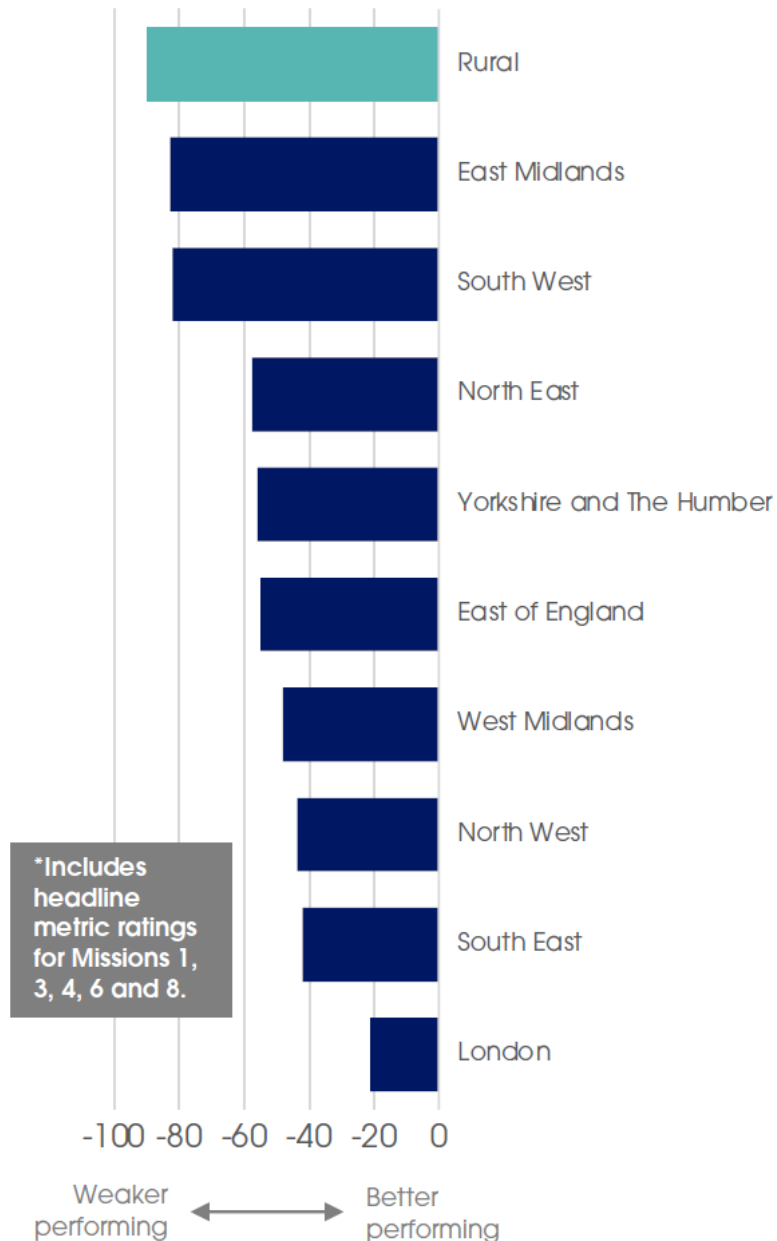 Rural
East Midlands
South West
North East
Yorkshire and The Humber
East of England
West Midlands
North West
*Includes
headline
metric ratings
for Missions 1,
3, 4, 6 and 8.
South East
London
-100 -80 -60 -40 -20 0
Weaker
performing
Better
performing